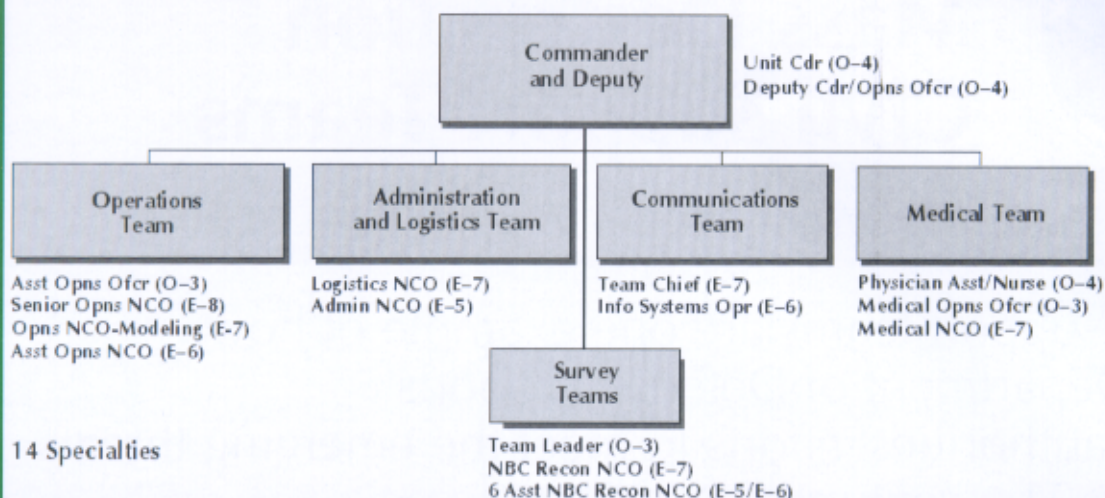 Commander
and Deputy
Unit Cdr (O–4)
Deputy Cdr/Opns Ofcr (O–4)
Operations
Team
Asst Opns Ofcr (O–3)
Senior Opns NCO (E–8)
Opns NCO-Modeling (E-7)
Asst Opns NCO (E–6)
Administration
and Logistics Team
Logistics NCO (E–7)
Admin NCO (E–5)
Communications
Team
Team Chief (E–7)
Info Systems Opr (E–6)
Medical Team
Physician Asst/Nurse (O–4)
Medical Opns Ofcr (O–3)
Medical NCO (E–7)
Survey
Teams
Team Leader (O–3)
NBC Recon NCO (E–7)
6 Asst NBC Recon NCO (E–5/E–6)
14 Specialties